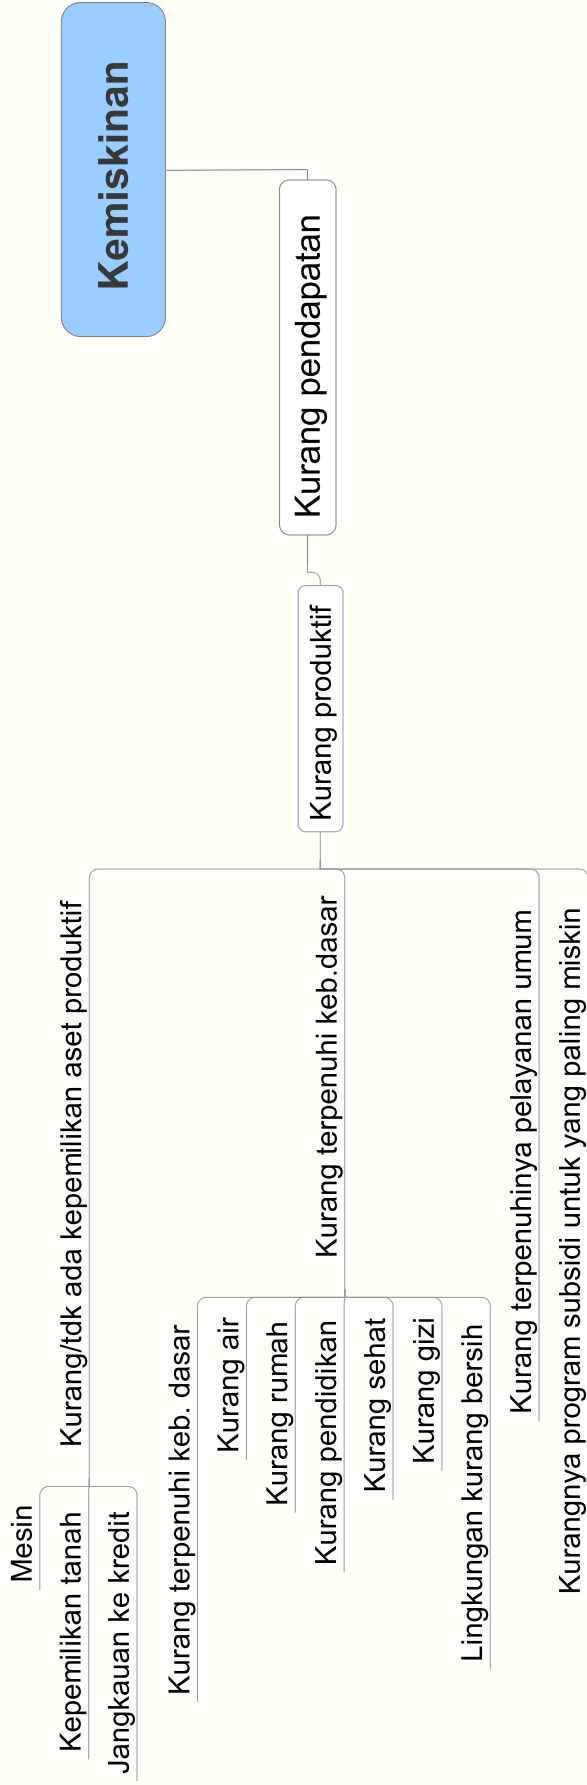 Kemiskinan
Kurang pendapatan
Kurang produktif
Kurang/tdk ada kepemilikan aset produktif
Mesin
Kepemilikan tanah
Jangkauan ke kredit
Kurang terpenuhi keb.dasar
Kurang terpenuhi keb. dasar
Kurang air
Kurang rumah
Kurang pendidikan
Kurang sehat
Kurang gizi
Lingkungan kurang bersih
Kurang terpenuhinya pelayanan umum
Kurangnya program subsidi untuk yang paling miskin